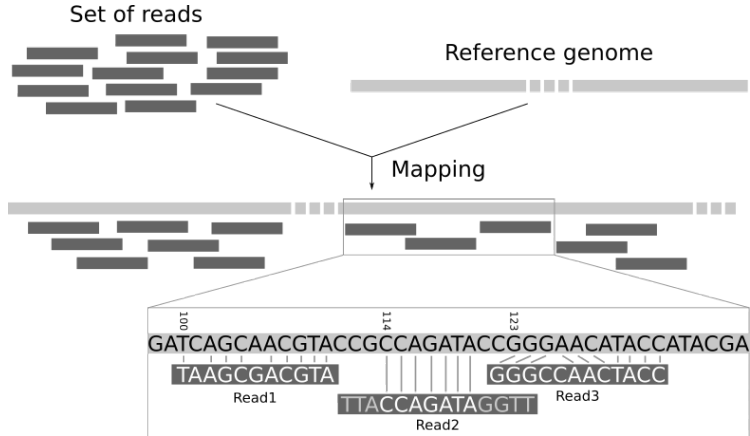 Set of reads
Reference genome
Mapping
100 114 123
GATCAGCAACGTACCGCCAGATACCGGGAACATACCATACGA
TAAGCGACGTA
GGGCCAACTACC
Read1
Read3
TTACCAGATAGGTT
Read2